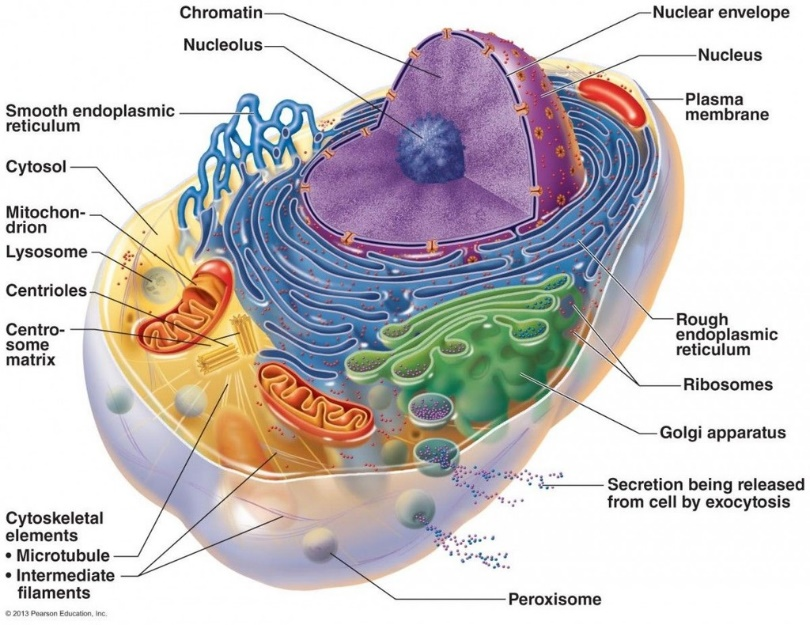 Chromatin
Nucleolus
Smooth endoplasmic
reticulum
Cytosol
Mitochon-
drion
Lysosome
Centrioles
Centro-
some
matrix
Cytoskeletal
elements
• Microtubule
• Intermediate
filaments
© 2013 Pearson Education, Inc.
Nuclear envelope
Nucleus
Plasma
membrane
Rough
endoplasmic
reticulum
Ribosomes
Golgi apparatus
Secretion being released
from cell by exocytosis
Peroxisome